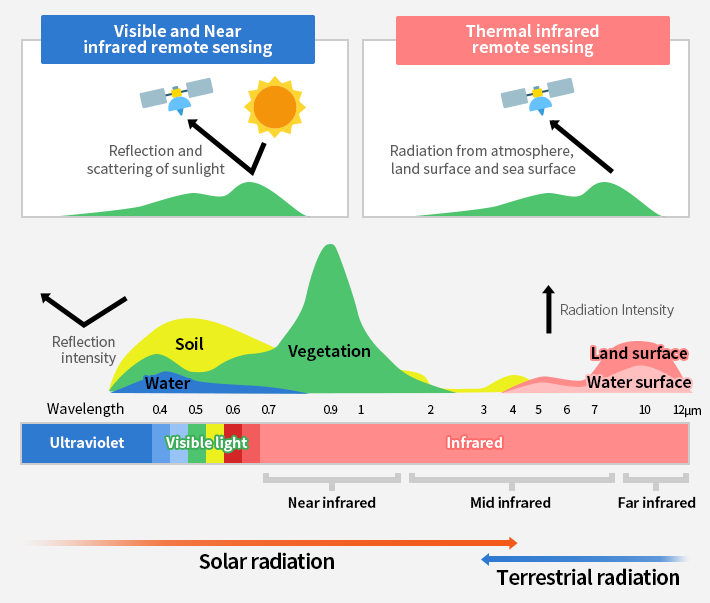 Visible and Near
infrared remote sensing
Thermal infrared
remote sensing
Reflection and
scattering of sunlight
Radiation from atmosphere,
land surface and sea surface
Reflection
intensity
Soil
Water
Vegetation
Radiation Intensity
Land surface
Water surface
Wavelength 0.4 0.5 0.6 0.7 0.9 1 2 3 4 5 6 7 10 12μm
Ultraviolet Visible light Infrared
Near infrared Mid infrared Far infrared
Solar radiation
Terrestrial radiation